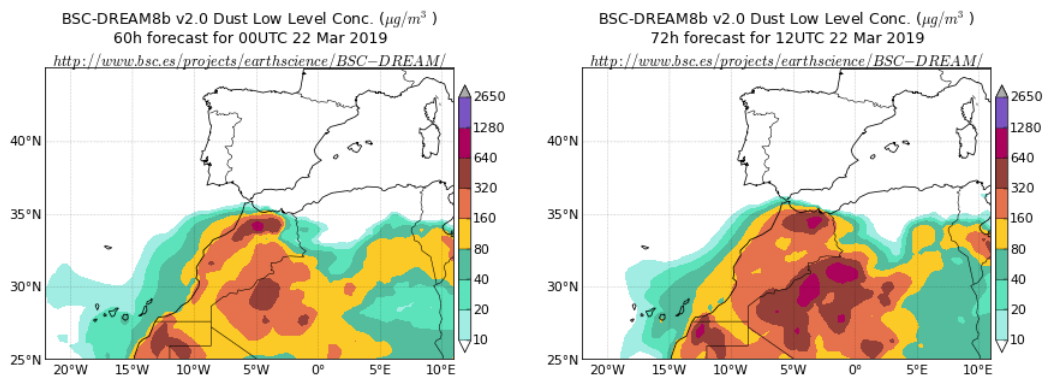 BSC-DREAM8b v2.0 Dust Low Level Conc. (μg/m³ )
60h forecast for 00UTC 22 Mar 2019
http://www.bsc.es/projects/earthscience/BSC−DREAM/
40°N
35°N
30°N
25°N
20°W
15°W
10°W
5°W
0°
5°E
10°E
2650
1280
640
320
160
80
40
20
10
BSC-DREAM8b v2.0 Dust Low Level Conc. (μg/m³ )
72h forecast for 12UTC 22 Mar 2019
http://www.bsc.es/projects/earthscience/BSC−DREAM/
40°N
35°N
30°N
25°N
20°W
15°W
10°W
5°W
0°
5°E
10°E
2650
1280
640
320
160
80
40
20
10